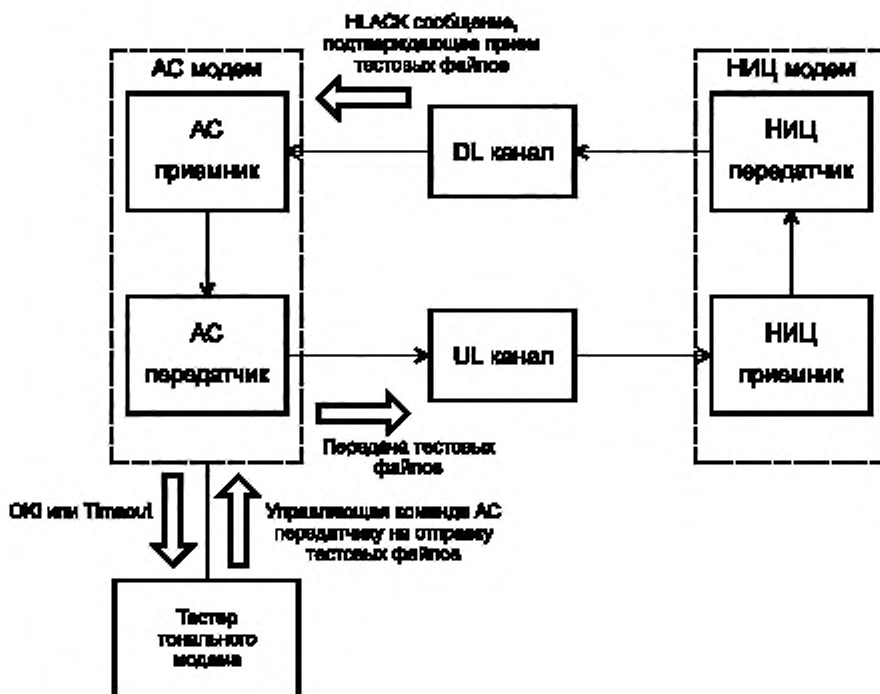 HLACK сообщение,
подтверждающее прием
тестовых файлов
АС модем
НИЦ модем
АС
приемник
DL канал
НИЦ
передатчик
АС
передатчик
UL канал
НИЦ
приемник
Передача тестовых
файлов
OK! или Timeout
Управляющая команда АС
передатчику на отправку
тестовых файлов
Тестер
тонального
модема